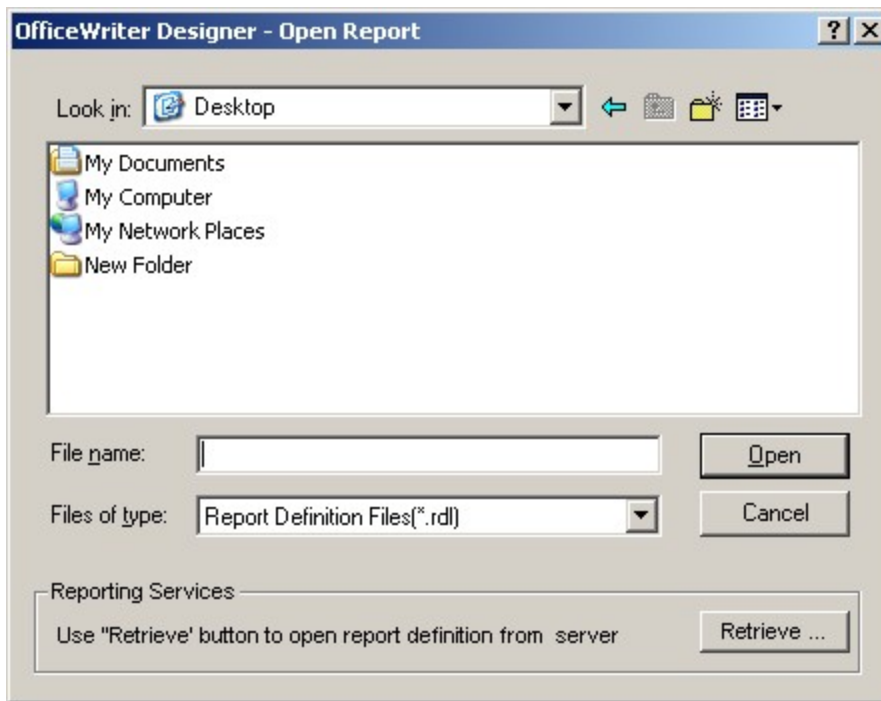 OfficeWriter Designer - Open Report
Look in: Desktop
My Documents
My Computer
My Network Places
New Folder
File name:
Open
Files of type: Report Definition Files(*.rdl)
Cancel
Reporting Services
Use "Retrieve' button to open report definition from server
Retrieve ...